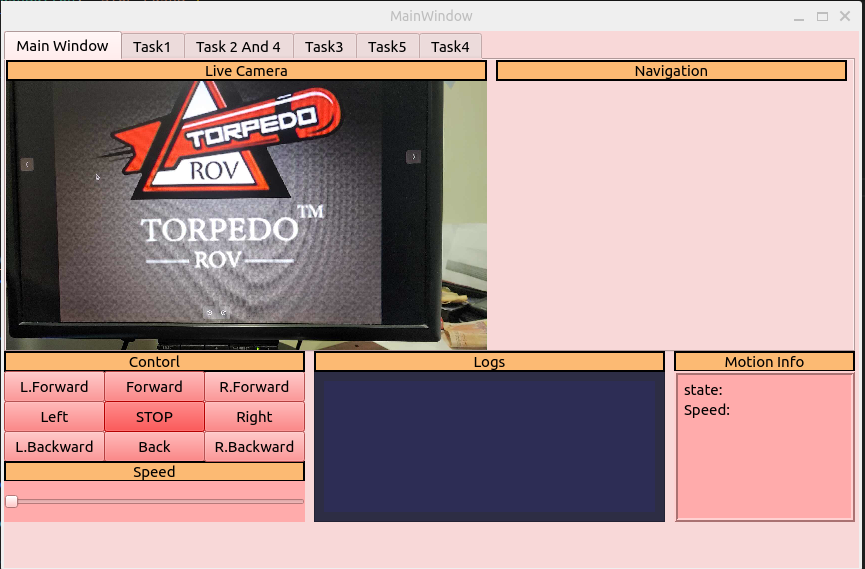 MainWindow
Main Window Task1 Task 2 And 4 Task3 Task5 Task4
Live Camera
Navigation
TORPEDO
ROV
TORPEDO™
ROV
Contorl
L.Forward Forward R.Forward
Left STOP Right
L.Backward Back R.Backward
Speed
Logs
Motion Info
state:
Speed: